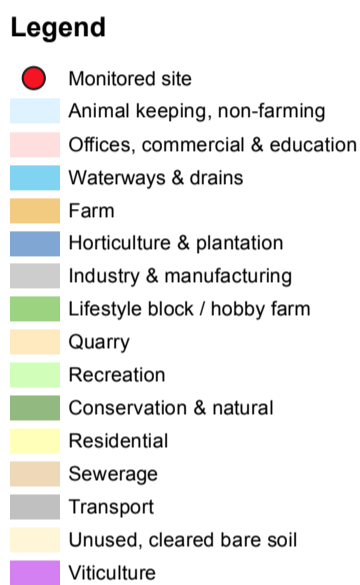 Legend
Monitored site
Animal keeping, non-farming
Offices, commercial & education
Waterways & drains
Farm
Horticulture & plantation
Industry & manufacturing
Lifestyle block / hobby farm
Quarry
Recreation
Conservation & natural
Residential
Sewerage
Transport
Unused, cleared bare soil
Viticulture